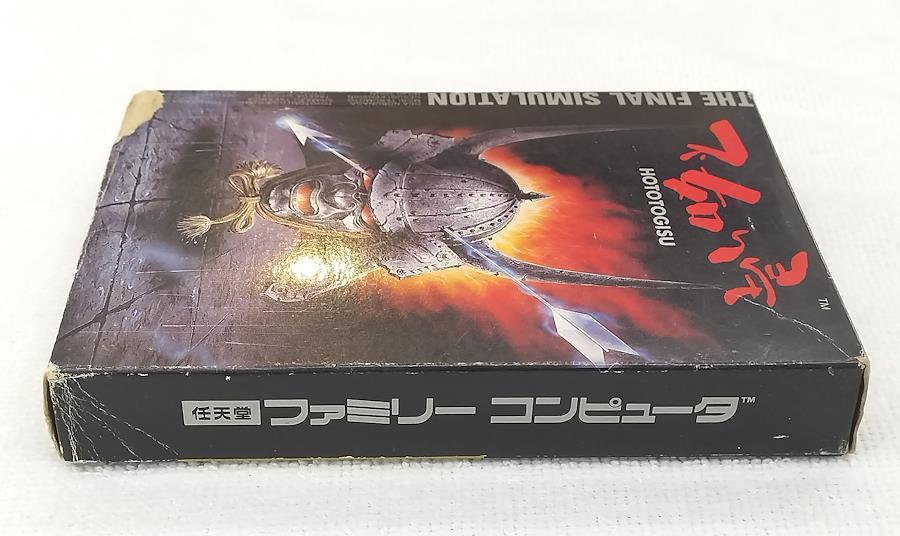 THE FINAL SIMULATION
不如帰
HOTOTOGISU
TM
任天堂 ファミリー コンピュータ™